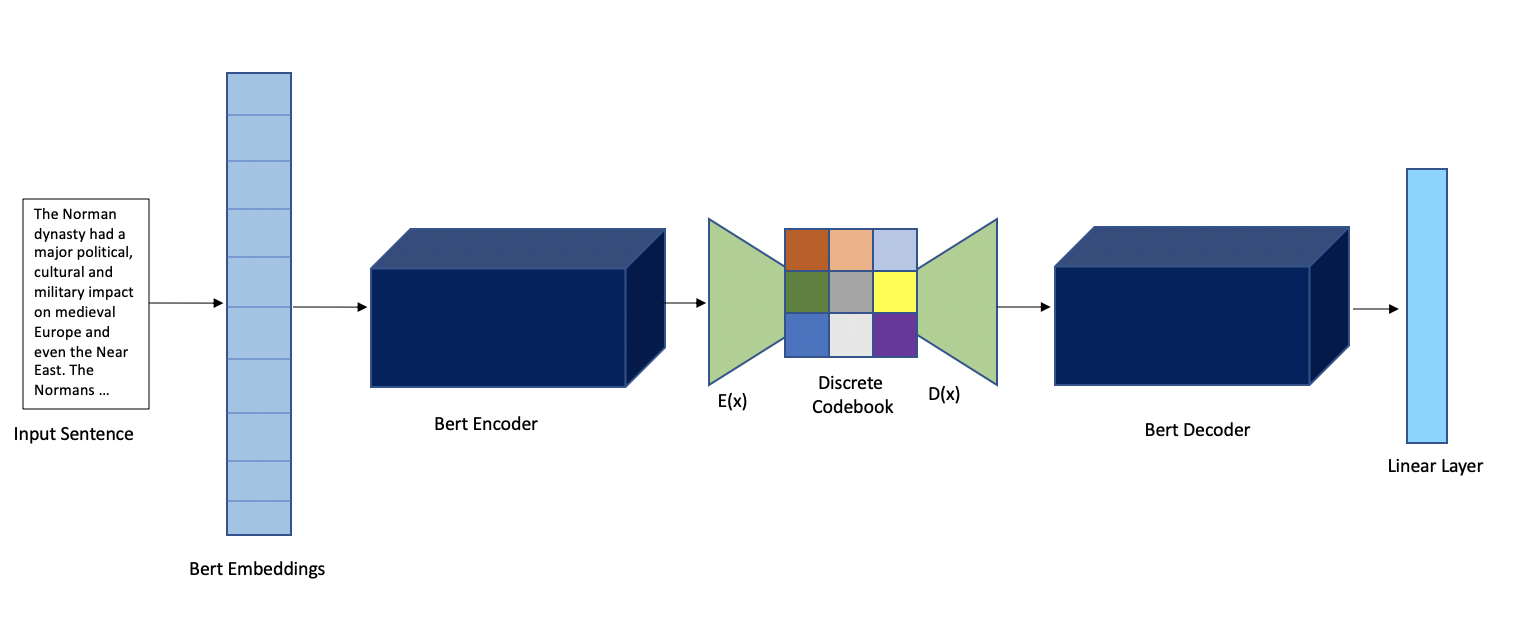 The Norman
dynasty had a
major political,
cultural and
military impact
on medieval
Europe and
even the Near
East. The
Normans ...
Input Sentence
Bert Embeddings
Bert Encoder
E(x)
Discrete
Codebook
D(x)
Bert Decoder
Linear Layer